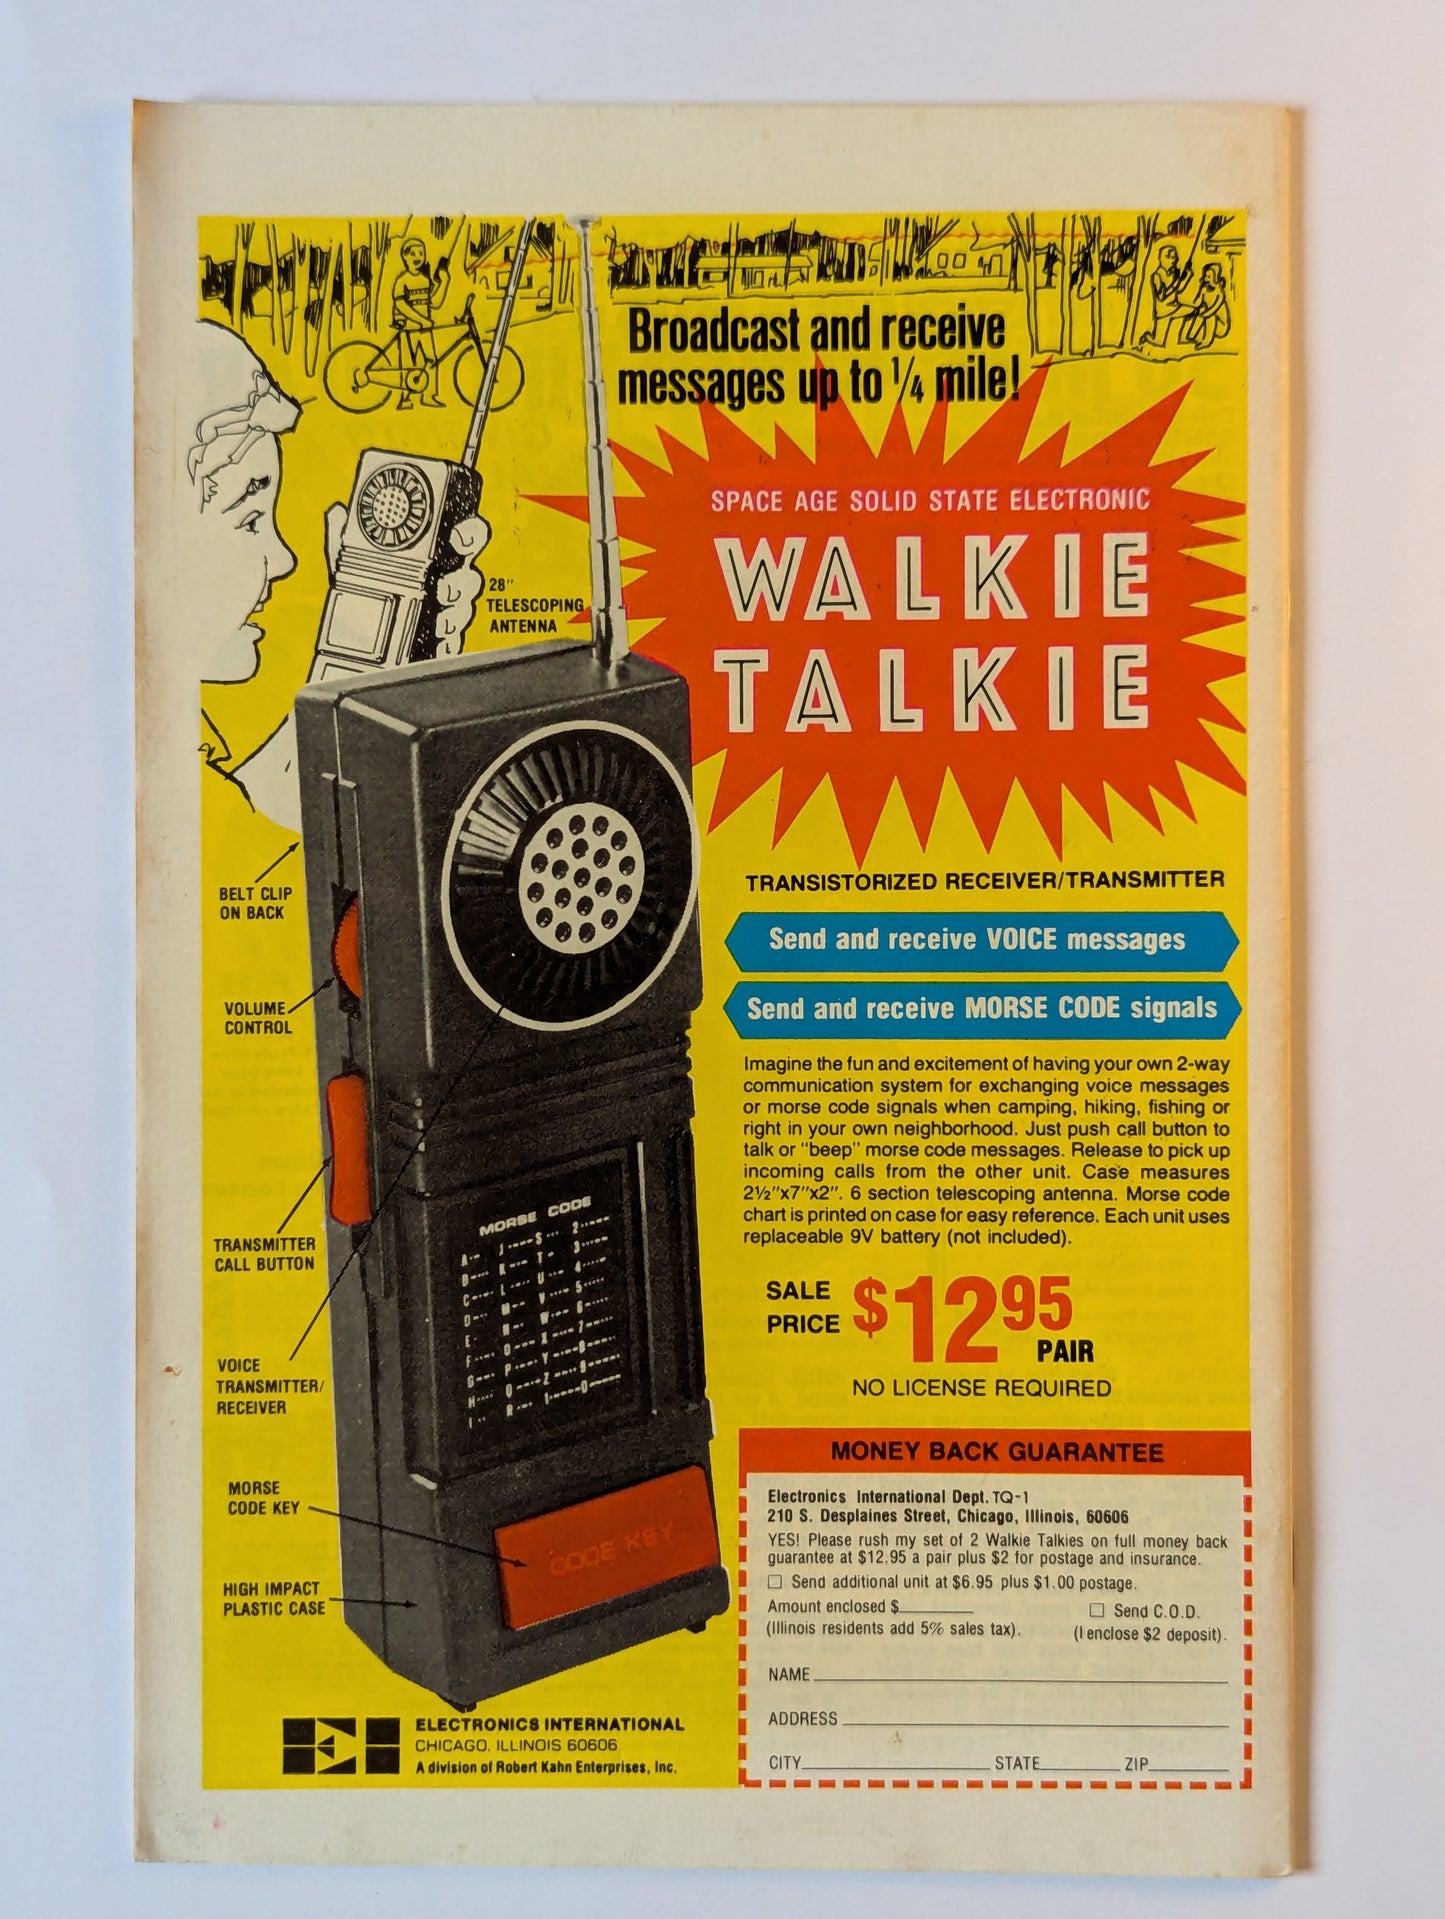 Broadcast and receive
messages up to 1/4 mile!
SPACE AGE SOLID STATE ELECTRONIC
WALKIE
TALKIE
28"
TELESCOPING
ANTENNA
BELT CLIP
ON BACK
VOLUME
CONTROL
TRANSMITTER
CALL BUTTON
VOICE
TRANSMITTER/
RECEIVER
MORSE
CODE KEY
HIGH IMPACT
PLASTIC CASE
MORSE CODE
CODE KEY
TRANSISTORIZED RECEIVER/TRANSMITTER
Send and receive VOICE messages
Send and receive MORSE CODE signals
Imagine the fun and excitement of having your own 2-way
communication system for exchanging voice messages
or morse code signals when camping, hiking, fishing or
right in your own neighborhood. Just push call button to
talk or "beep" morse code messages. Release to pick up
incoming calls from the other unit. Case measures
2½"x7"x2". 6 section telescoping antenna. Morse code
chart is printed on case for easy reference. Each unit uses
replaceable 9V battery (not included).
SALE
PRICE $12.95
PAIR
NO LICENSE REQUIRED
MONEY BACK GUARANTEE
Electronics International Dept. TQ-1
210 S. Desplaines Street, Chicago, Illinois, 60606
YES! Please rush my set of 2 Walkie Talkies on full money back
guarantee at $12.95 a pair plus $2 for postage and insurance.
☐ Send additional unit at $6.95 plus $1.00 postage.
Amount enclosed $________ ☐ Send C.O.D.
(Illinois residents add 5% sales tax). (I enclose $2 deposit).
NAME
ADDRESS
CITY STATE ZIP
E
ELECTRONICS INTERNATIONAL
CHICAGO, ILLINOIS 60606
A division of Robert Kahn Enterprises, Inc.